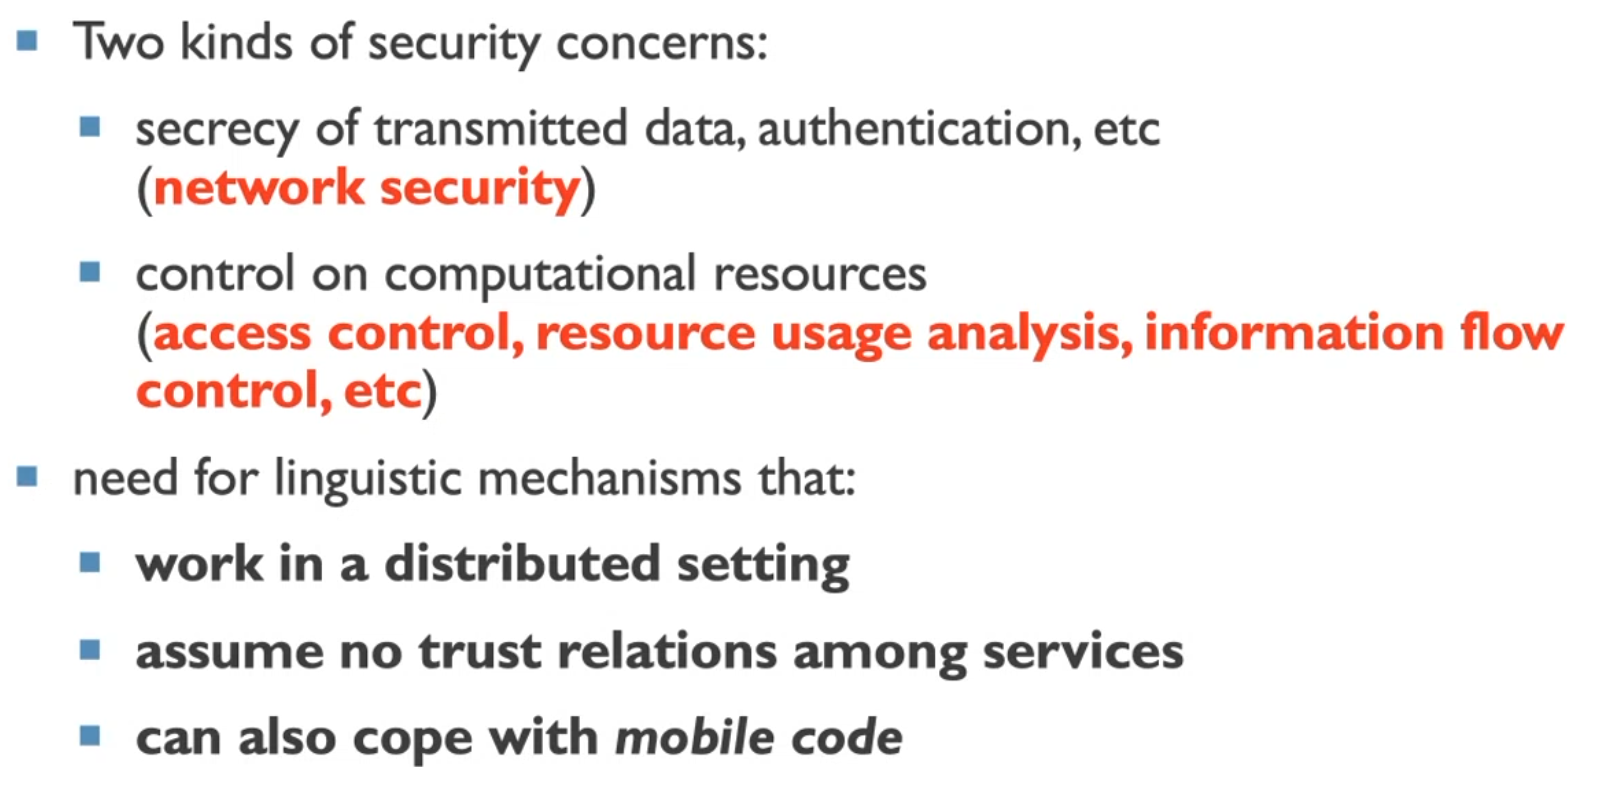 Two kinds of security concerns:
secrecy of transmitted data, authentication, etc
(network security)
control on computational resources
(access control, resource usage analysis, information flow
control, etc)
need for linguistic mechanisms that:
work in a distributed setting
assume no trust relations among services
can also cope with mobile code